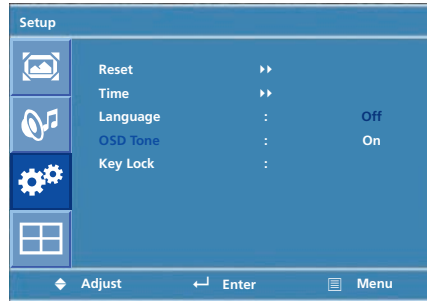 Setup
Reset
Time
Language : Off
OSD Tone : On
Key Lock :
Adjust Enter Menu